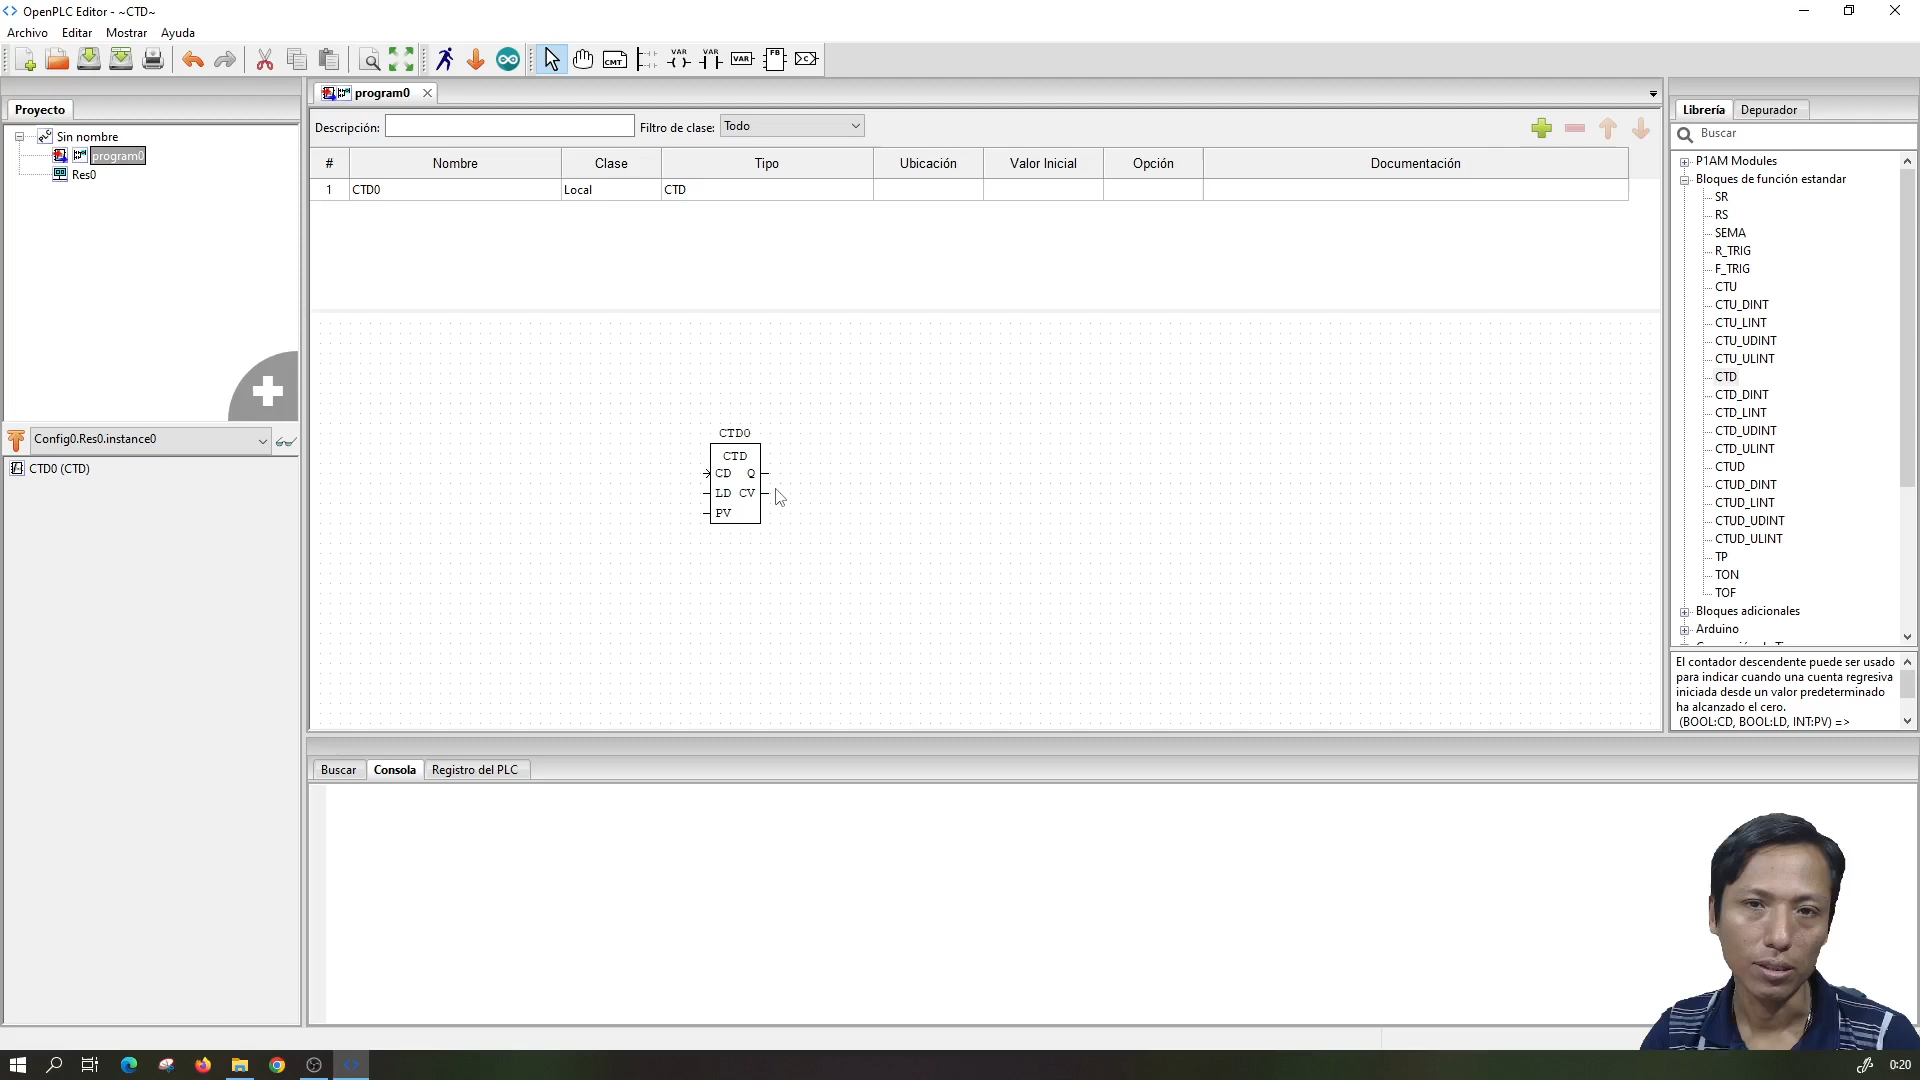 OpenPLC Editor - ~CTD~
Archivo Editar Mostrar Ayuda
CMT VAR VAR VAR FB
Proyecto
Sin nombre
program0
Res0
Config0.Res0.instance0
CTD0 (CTD)
program0
Descripción: Filtro de clase: Todo
# Nombre Clase Tipo Ubicación Valor Inicial Opción Documentación
1 CTD0 Local CTD
CTD0
CTD
CD Q
LD CV
PV
Librería Depurador
Buscar
P1AM Modules
Bloques de función estandar
SR
RS
SEMA
R_TRIG
F_TRIG
CTU
CTU_DINT
CTU_LINT
CTU_UDINT
CTU_ULINT
CTD
CTD_DINT
CTD_LINT
CTD_UDINT
CTD_ULINT
CTUD
CTUD_DINT
CTUD_LINT
CTUD_UDINT
CTUD_ULINT
TP
TON
TOF
Bloques adicionales
Arduino
El contador descendente puede ser usado
para indicar cuando una cuenta regresiva
iniciada desde un valor predeterminado
ha alcanzado el cero.
(BOOL:CD, BOOL:LD, INT:PV) =>
Buscar Consola Registro del PLC
0:20